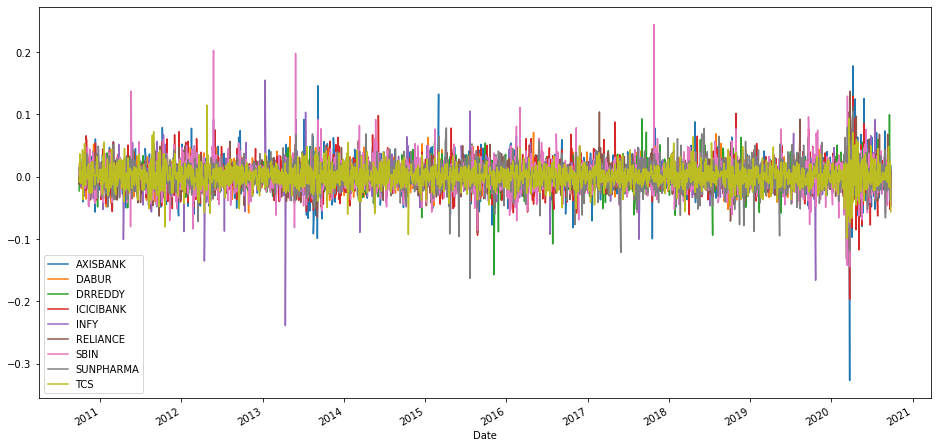 0.2
0.1
0.0
−0.1
−0.2
−0.3
AXISBANK
DABUR
DRREDDY
ICICIBANK
INFY
RELIANCE
SBIN
SUNPHARMA
TCS
2011 2012 2013 2014 2015 2016 2017 2018 2019 2020 2021
Date